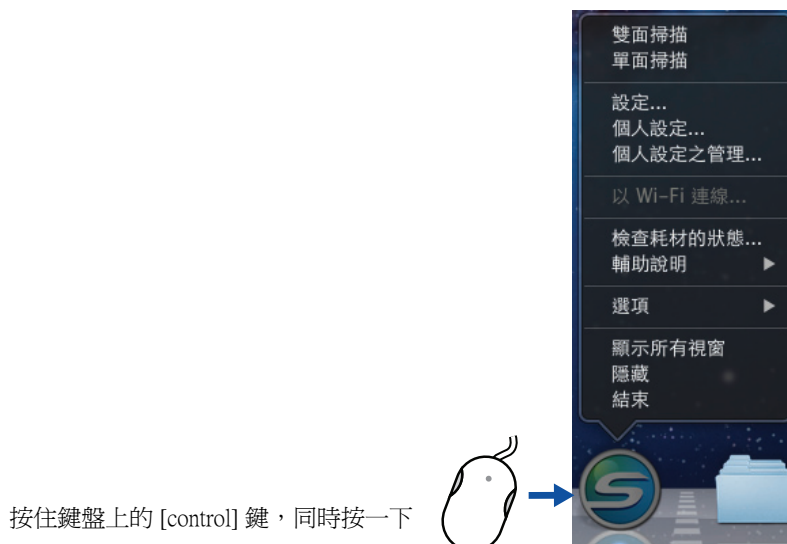 雙面掃描
單面掃描
設定...
個人設定...
個人設定之管理...
以 Wi-Fi 連線...
檢查耗材的狀態...
輔助說明
選項
顯示所有視窗
隱藏
結束
按住鍵盤上的 [control] 鍵，同時按一下